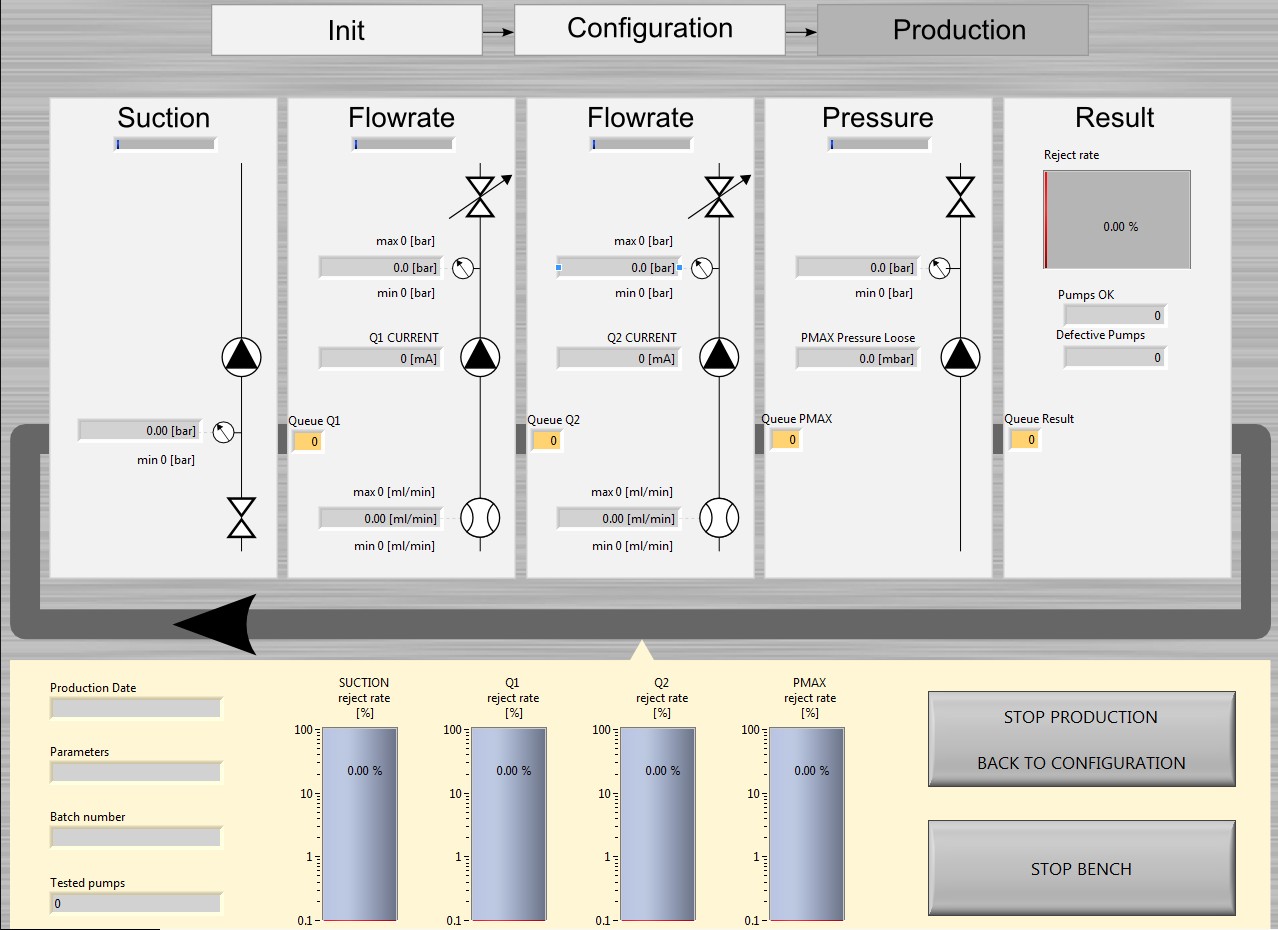 Init
Configuration
Production
Suction
0.00 [bar]
min 0 [bar]
Flowrate
max 0 [bar]
0.0 [bar]
min 0 [bar]
Q1 CURRENT
0 [mA]
Queue Q1
0
max 0 [ml/min]
0.00 [ml/min]
min 0 [ml/min]
Flowrate
max 0 [bar]
0.0 [bar]
min 0 [bar]
Q2 CURRENT
0 [mA]
Queue Q2
0
max 0 [ml/min]
0.00 [ml/min]
min 0 [ml/min]
Pressure
0.0 [bar]
min 0 [bar]
PMAX Pressure Loose
0.0 [mbar]
Queue PMAX
0
Result
Reject rate
0.00 %
Pumps OK
0
Defective Pumps
0
Queue Result
0
Production Date
Parameters
Batch number
Tested pumps
0
SUCTION
reject rate
[%]
100
10
1
0.1
0.00 %
Q1
reject rate
[%]
100
10
1
0.1
0.00 %
Q2
reject rate
[%]
100
10
1
0.1
0.00 %
PMAX
reject rate
[%]
100
10
1
0.1
0.00 %
STOP PRODUCTION
BACK TO CONFIGURATION
STOP BENCH